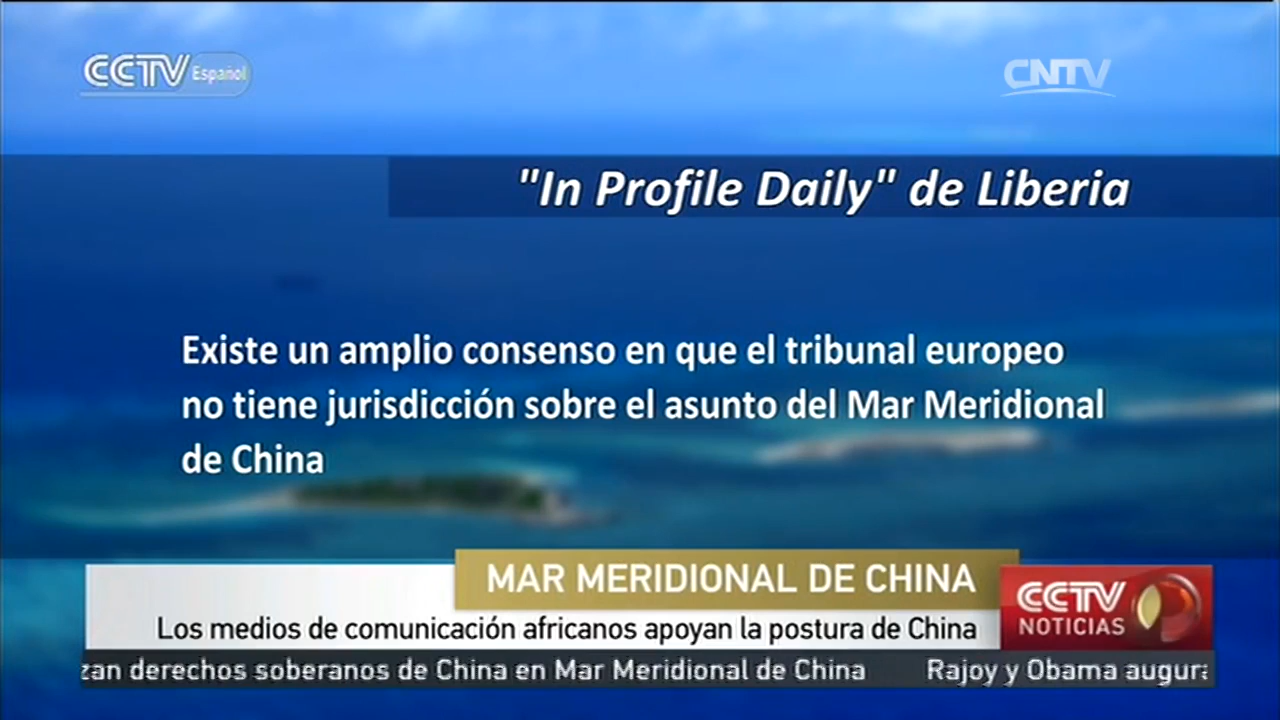 CCTV Español
CNTV
"In Profile Daily" de Liberia
Existe un amplio consenso en que el tribunal europeo
no tiene jurisdicción sobre el asunto del Mar Meridional
de China
MAR MERIDIONAL DE CHINA
Los medios de comunicación africanos apoyan la postura de China
CCTV
NOTICIAS
zan derechos soberanos de China en Mar Meridional de China Rajoy y Obama augura